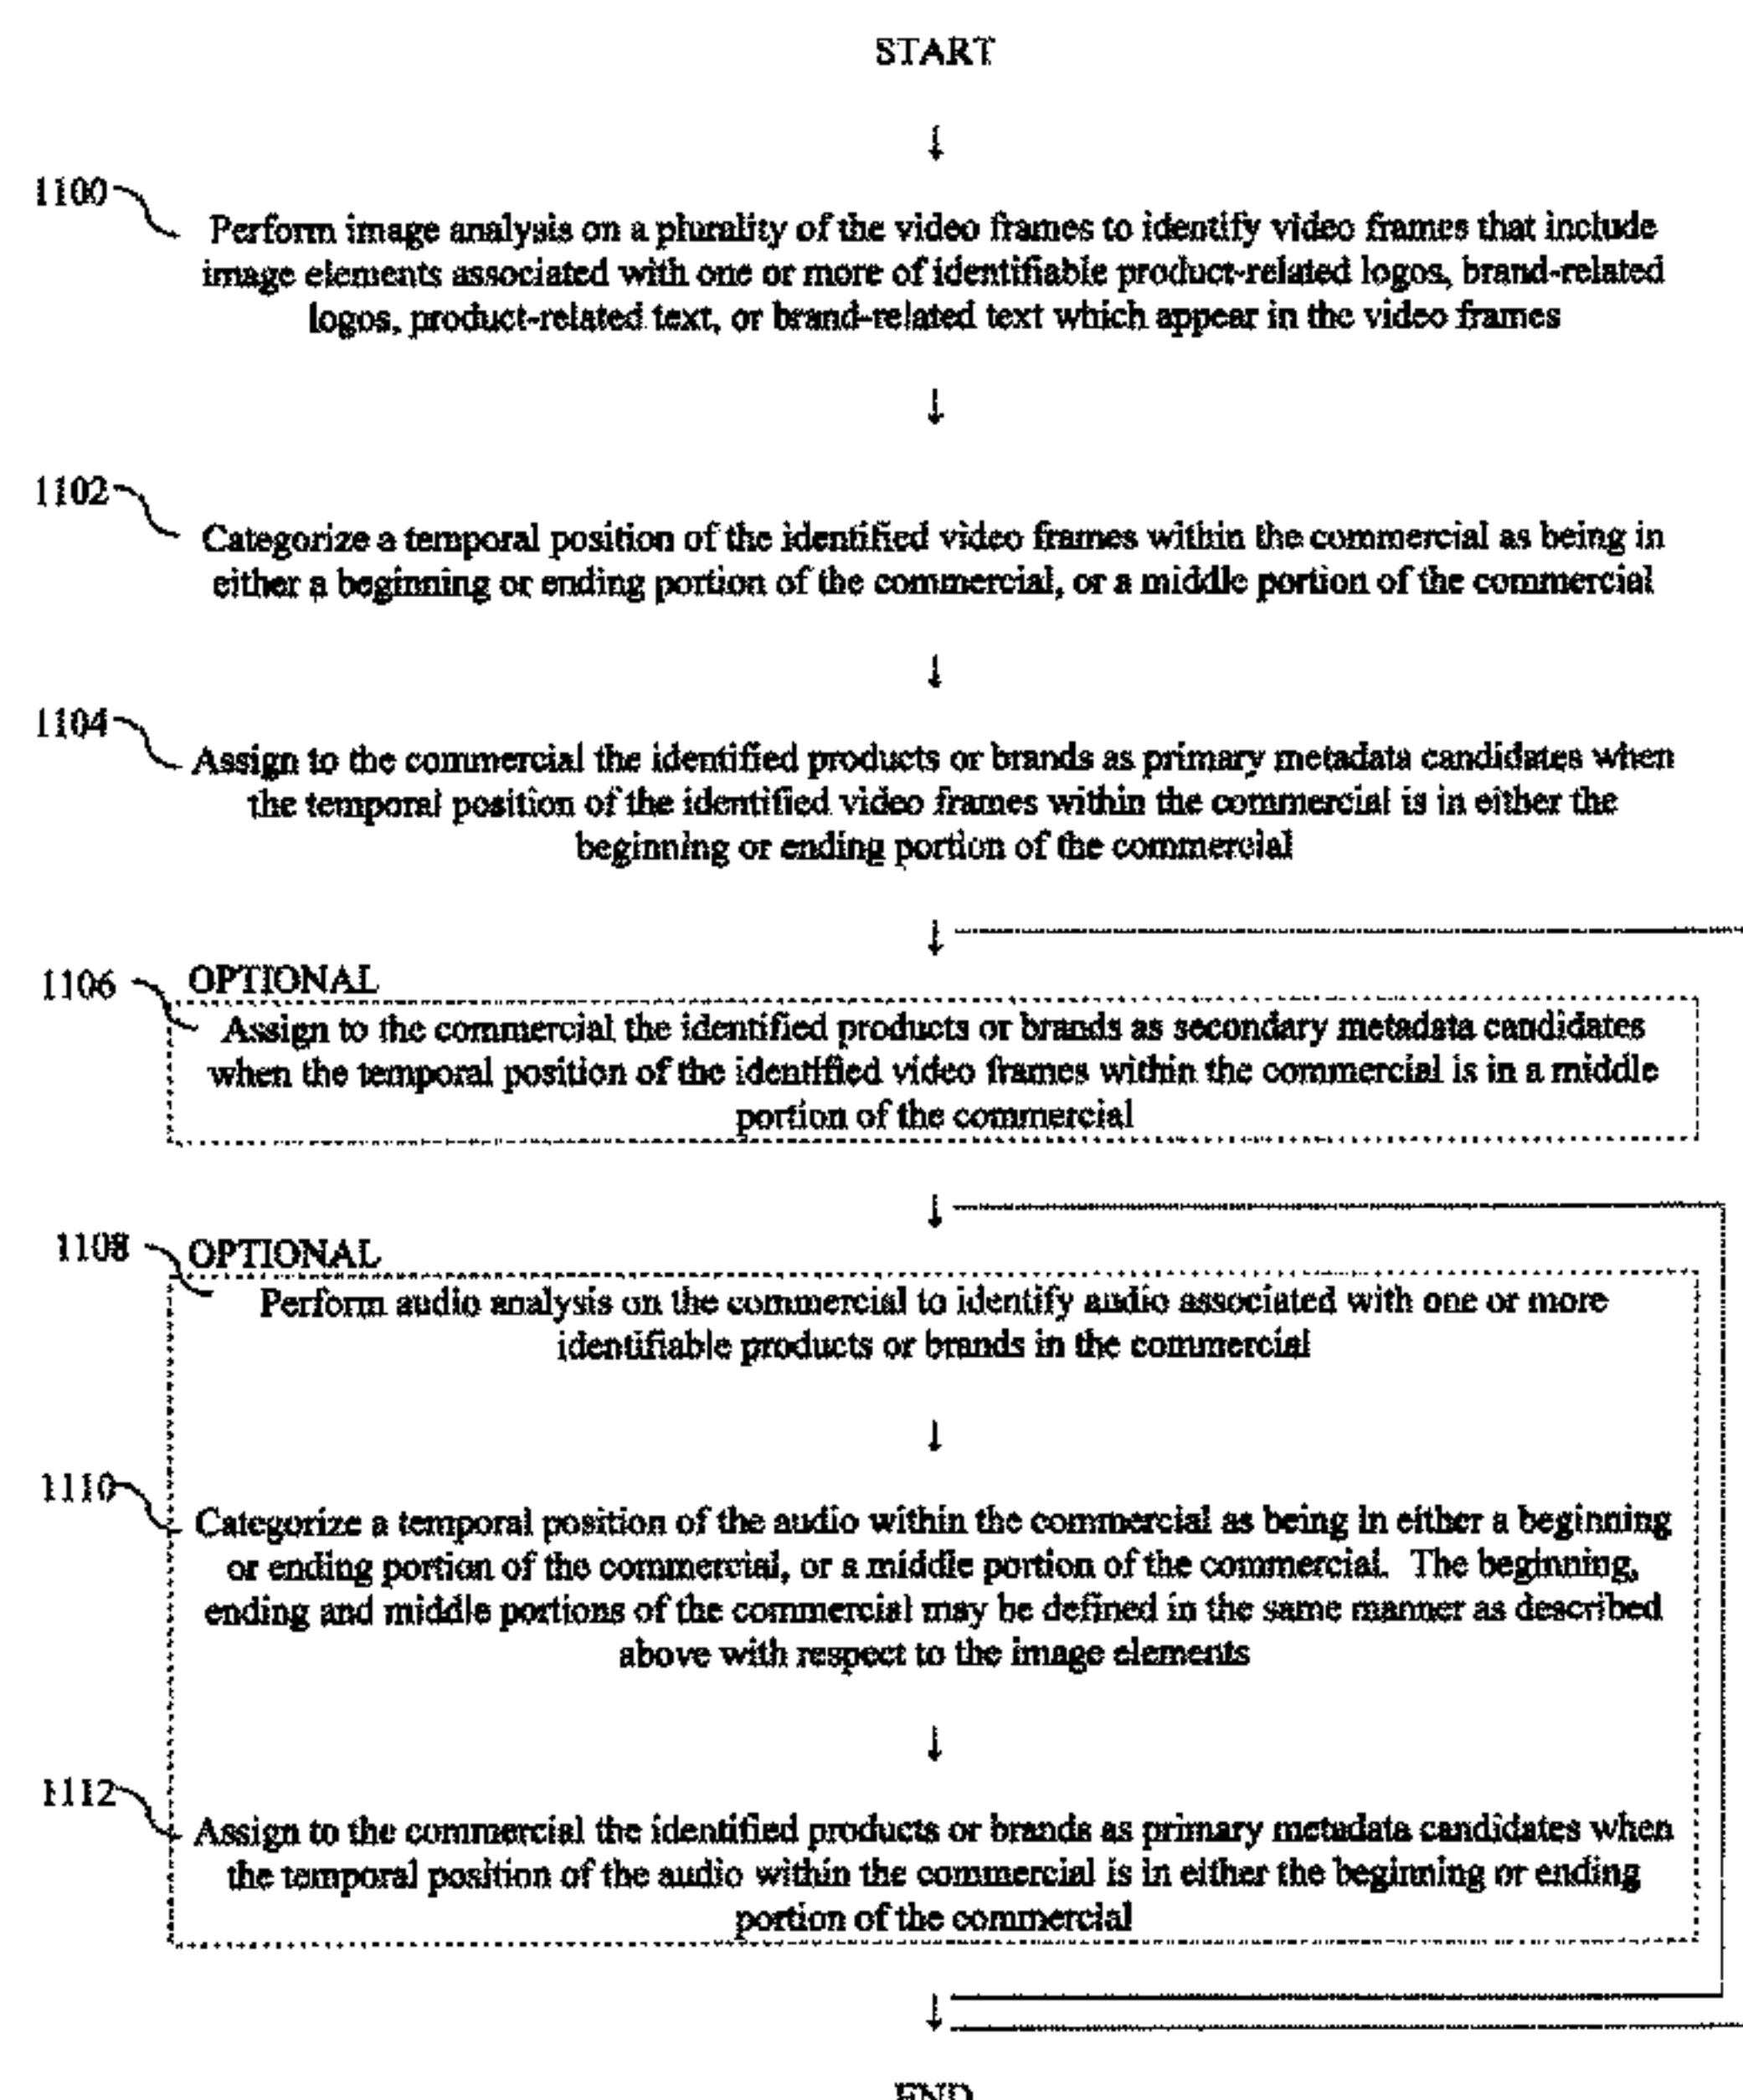 START
1100
Perform image analysis on a plurality of the video frames to identify video frames that include
image elements associated with one or more of identifiable product-related logos, brand-related
logos, product-related text, or brand-related text which appear in the video frames
1102
Categorize a temporal position of the identified video frames within the commercial as being in
either a beginning or ending portion of the commercial, or a middle portion of the commercial
1104
Assign to the commercial the identified products or brands as primary metadata candidates when
the temporal position of the identified video frames within the commercial is in either the
beginning or ending portion of the commercial
1106
OPTIONAL
Assign to the commercial the identified products or brands as secondary metadata candidates
when the temporal position of the identified video frames within the commercial is in a middle
portion of the commercial
1108
OPTIONAL
Perform audio analysis on the commercial to identify audio associated with one or more
identifiable products or brands in the commercial
1110
Categorize a temporal position of the audio within the commercial as being in either a beginning
or ending portion of the commercial, or a middle portion of the commercial. The beginning,
ending and middle portions of the commercial may be defined in the same manner as described
above with respect to the image elements
1112
Assign to the commercial the identified products or brands as primary metadata candidates when
the temporal position of the audio within the commercial is in either the beginning or ending
portion of the commercial
END